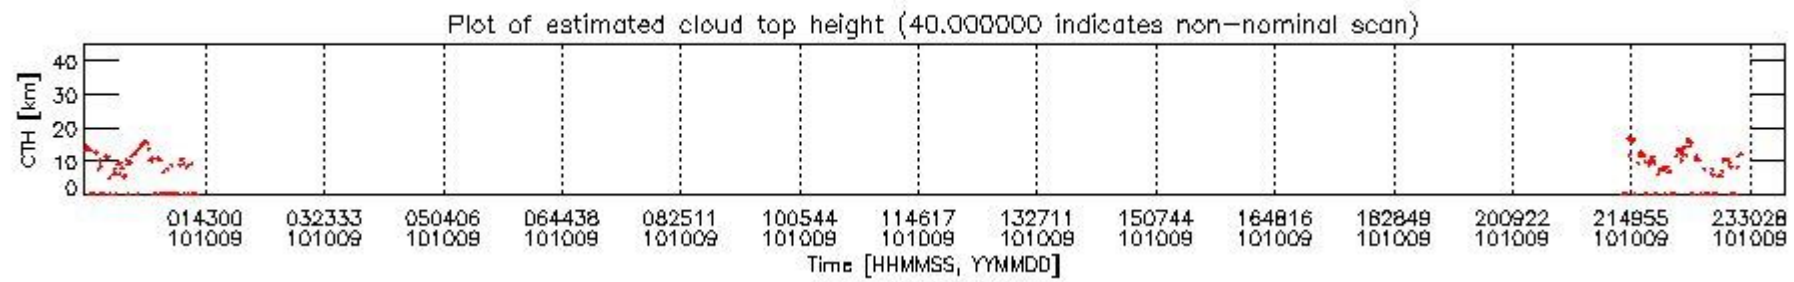 Plot of estimated cloud top height (40.000000 indicates non-nominal scan)
40
30
20
10
0
CTH [km]
014300 032333 050406 064438 082511 100544 114617 132711 150744 164816 182849 200922 214955 233028
101009 101009 101009 101009 101009 101009 101009 101009 101009 101009 101009 101009 101009 101009
Time [HHMMSS, YYMMDD]